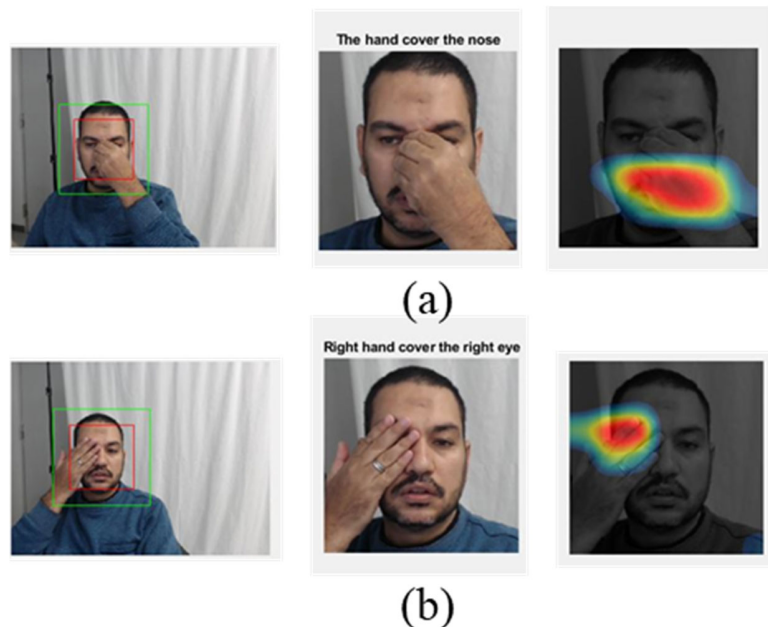 The hand cover the nose
(a)
Right hand cover the right eye
(b)